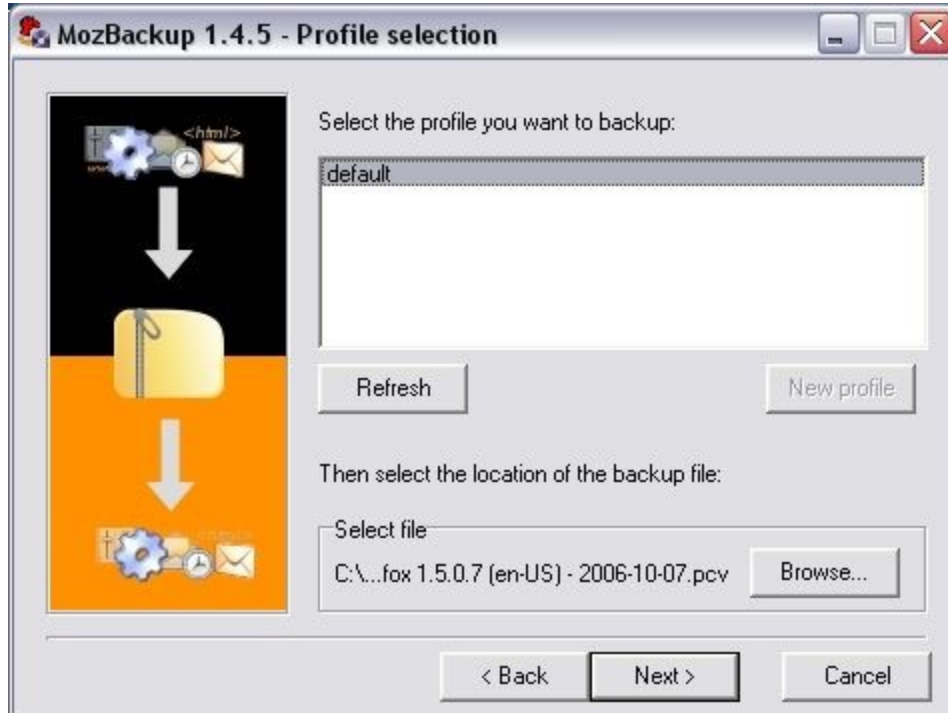 MozBackup 1.4.5 - Profile selection
<html>
Select the profile you want to backup:
default
Refresh
New profile
Then select the location of the backup file:
Select file
C:\...fox 1.5.0.7 (en-US) - 2006-10-07.pcv
Browse...
< Back
Next >
Cancel